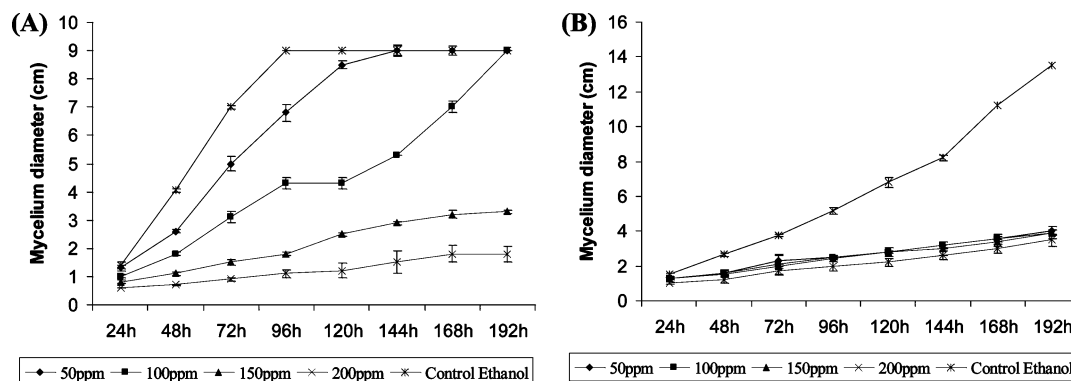 (A)
Mycelium diameter (cm)
10
9
8
7
6
5
4
3
2
1
0
24h 48h 72h 96h 120h 144h 168h 192h
50ppm 100ppm 150ppm 200ppm Control Ethanol
(B)
Mycelium diameter (cm)
16
14
12
10
8
6
4
2
0
24h 48h 72h 96h 120h 144h 168h 192h
50ppm 100ppm 150ppm 200ppm Control Ethanol